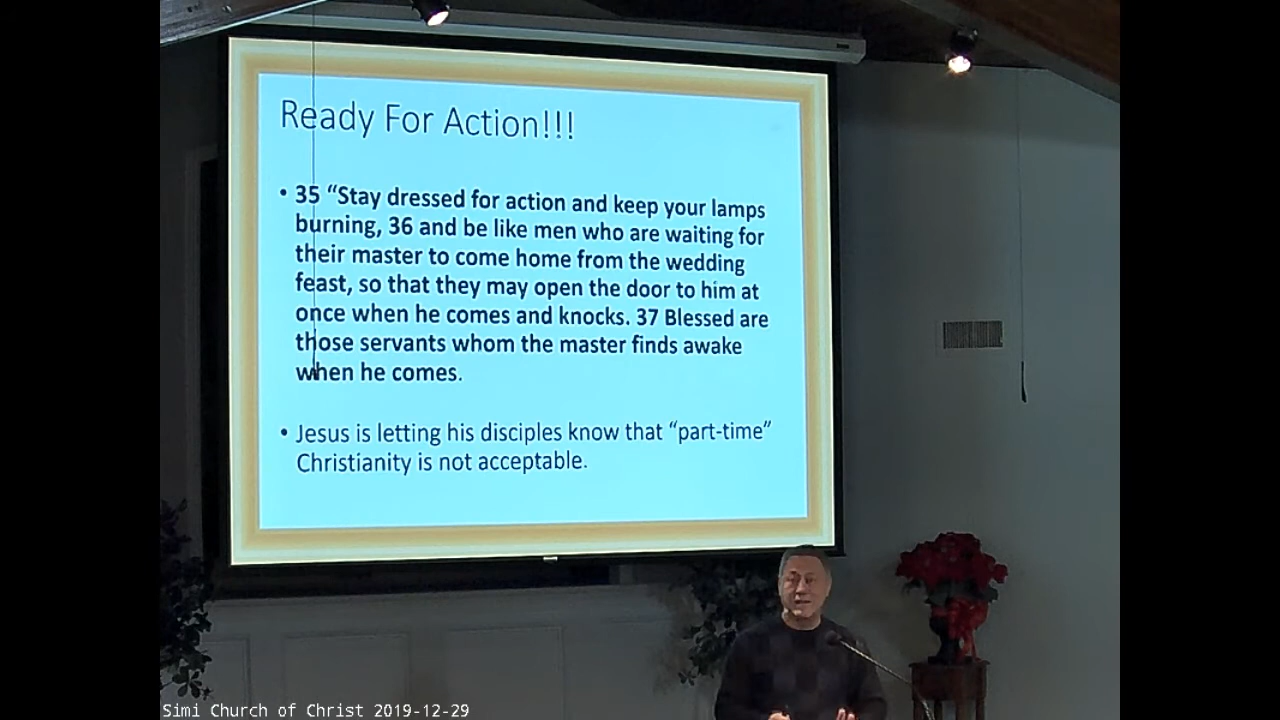 Ready For Action!!!
• 35 “Stay dressed for action and keep your lamps
burning, 36 and be like men who are waiting for
their master to come home from the wedding
feast, so that they may open the door to him at
once when he comes and knocks. 37 Blessed are
those servants whom the master finds awake
when he comes.
• Jesus is letting his disciples know that “part-time”
Christianity is not acceptable.
Simi Church of Christ 2019-12-29